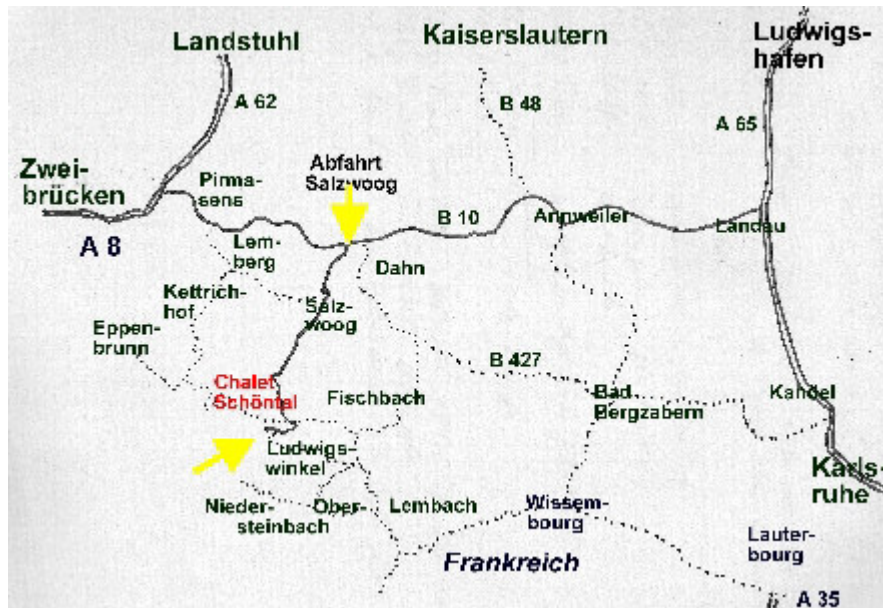 Landstuhl
Kaiserslautern
Ludwigs-
hafen
A 62
B 48
A 65
Abfahrt
Salzwoog
Zwei-
brücken
Pirma-
sens
B 10
Annweiler
Landau
A 8
Lem-
berg
Dahn
Kettrich-
hof
Salz-
woog
Eppen-
brunn
B 427
Chalet
Schöntal
Fischbach
Bad
Bergzabern
Kandel
Ludwigs-
winkel
Karls-
ruhe
Nieder-
steinbach
Ober-
Lembach
Wissem-
bourg
Lauter-
bourg
Frankreich
A 35